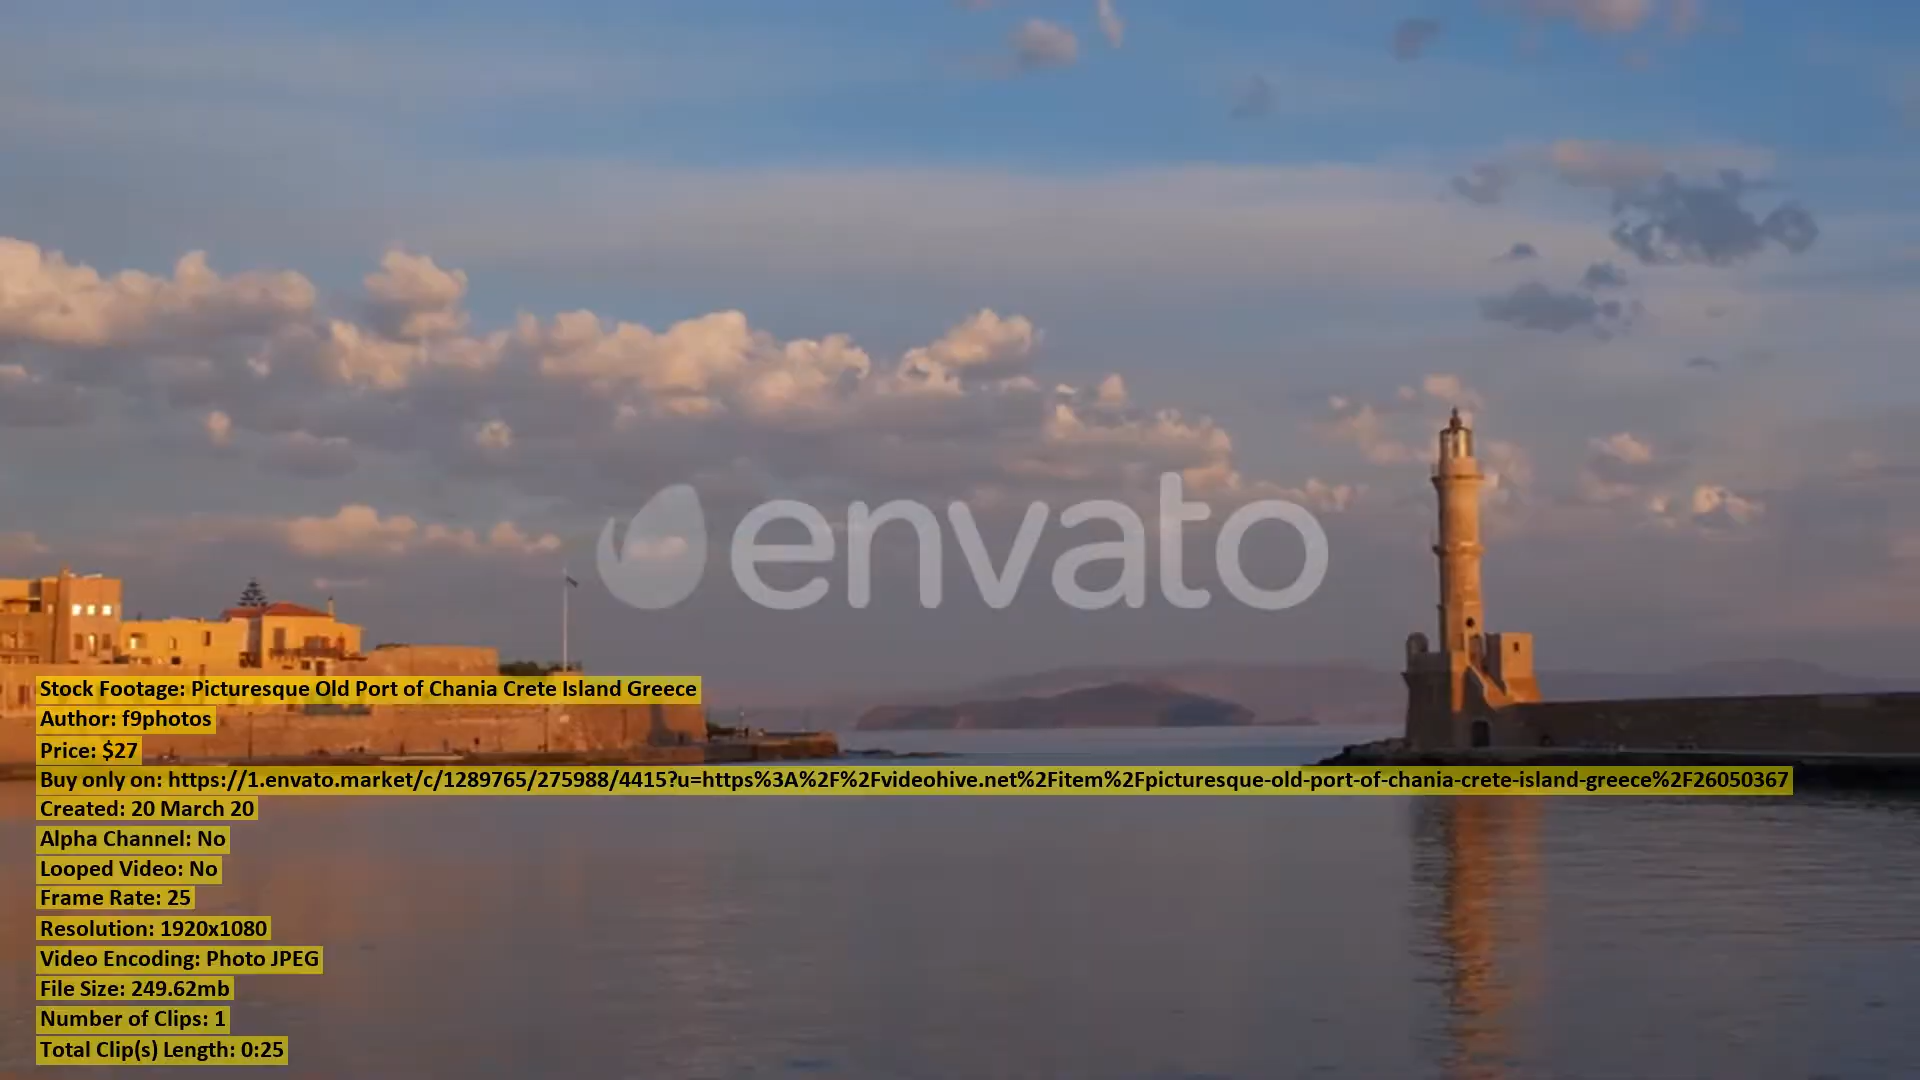 envato
Stock Footage: Picturesque Old Port of Chania Crete Island Greece
Author: f9photos
Price: $27
Buy only on: https://1.envato.market/c/1289765/275988/4415?u=https%3A%2F%2Fvideohive.net%2Fitem%2Fpicturesque-old-port-of-chania-crete-island-greece%2F26050367
Created: 20 March 20
Alpha Channel: No
Looped Video: No
Frame Rate: 25
Resolution: 1920x1080
Video Encoding: Photo JPEG
File Size: 249.62mb
Number of Clips: 1
Total Clip(s) Length: 0:25